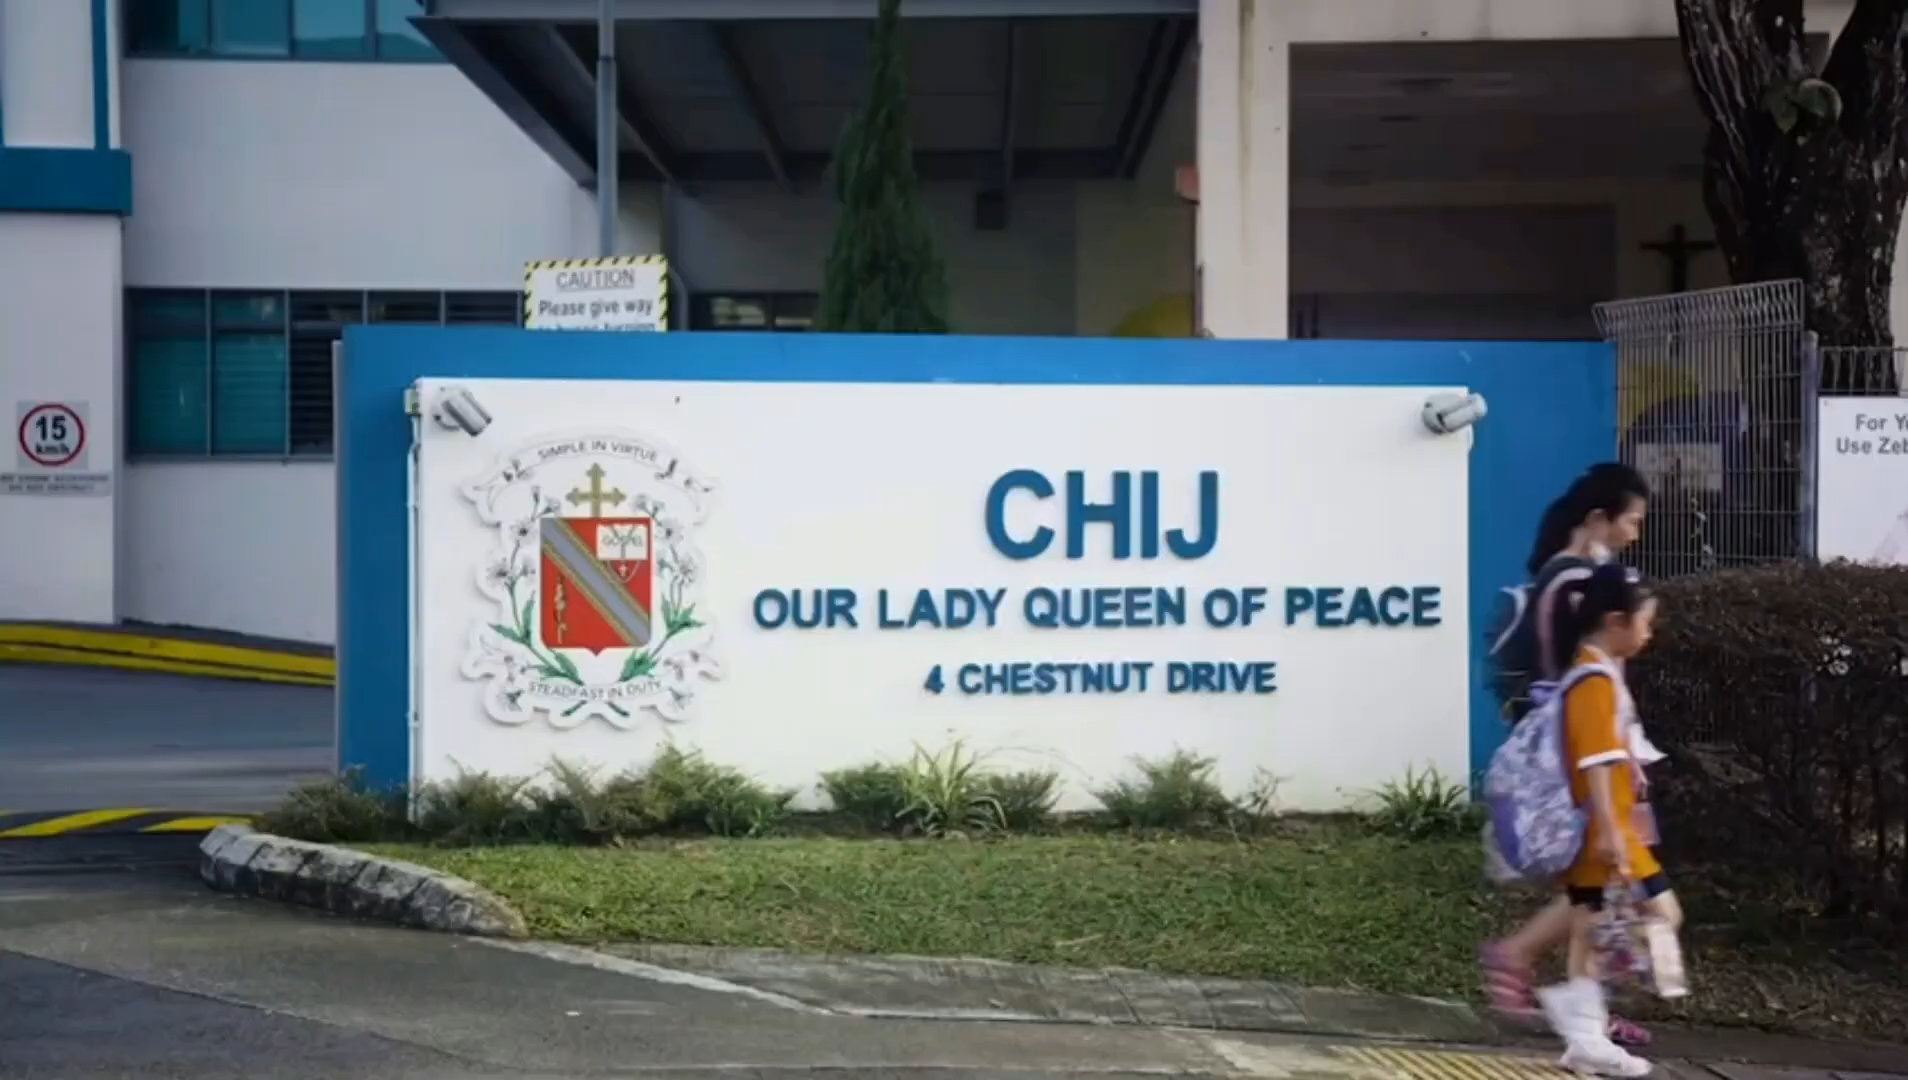 CAUTION
Please give way
15
km/h
For
Use
SIMPLE IN VIRTUE
GOSPEL
STEADFAST IN DUTY
CHIJ
OUR LADY QUEEN OF PEACE
4 CHESTNUT DRIVE